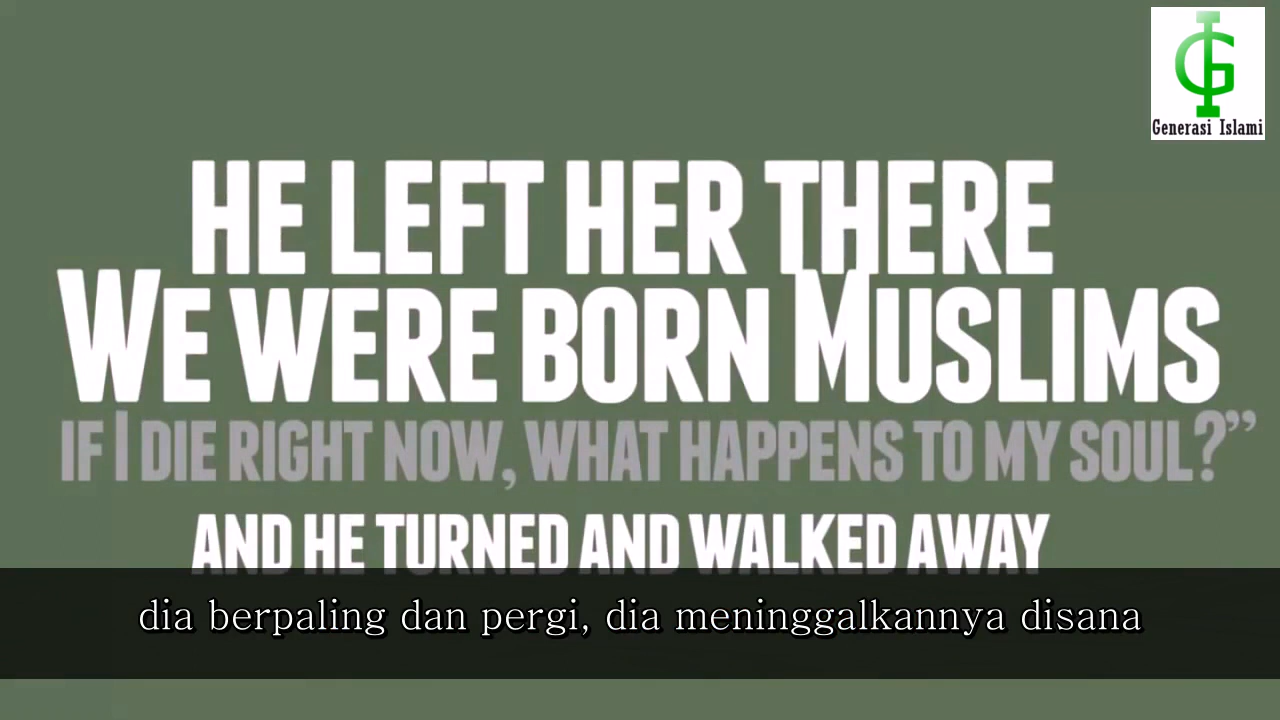 Generasi Islami
HE LEFT HER THERE
WE WERE BORN MUSLIMS
IF I DIE RIGHT NOW, WHAT HAPPENS TO MY SOUL?”
AND HE TURNED AND WALKED AWAY
dia berpaling dan pergi, dia meninggalkannya disana